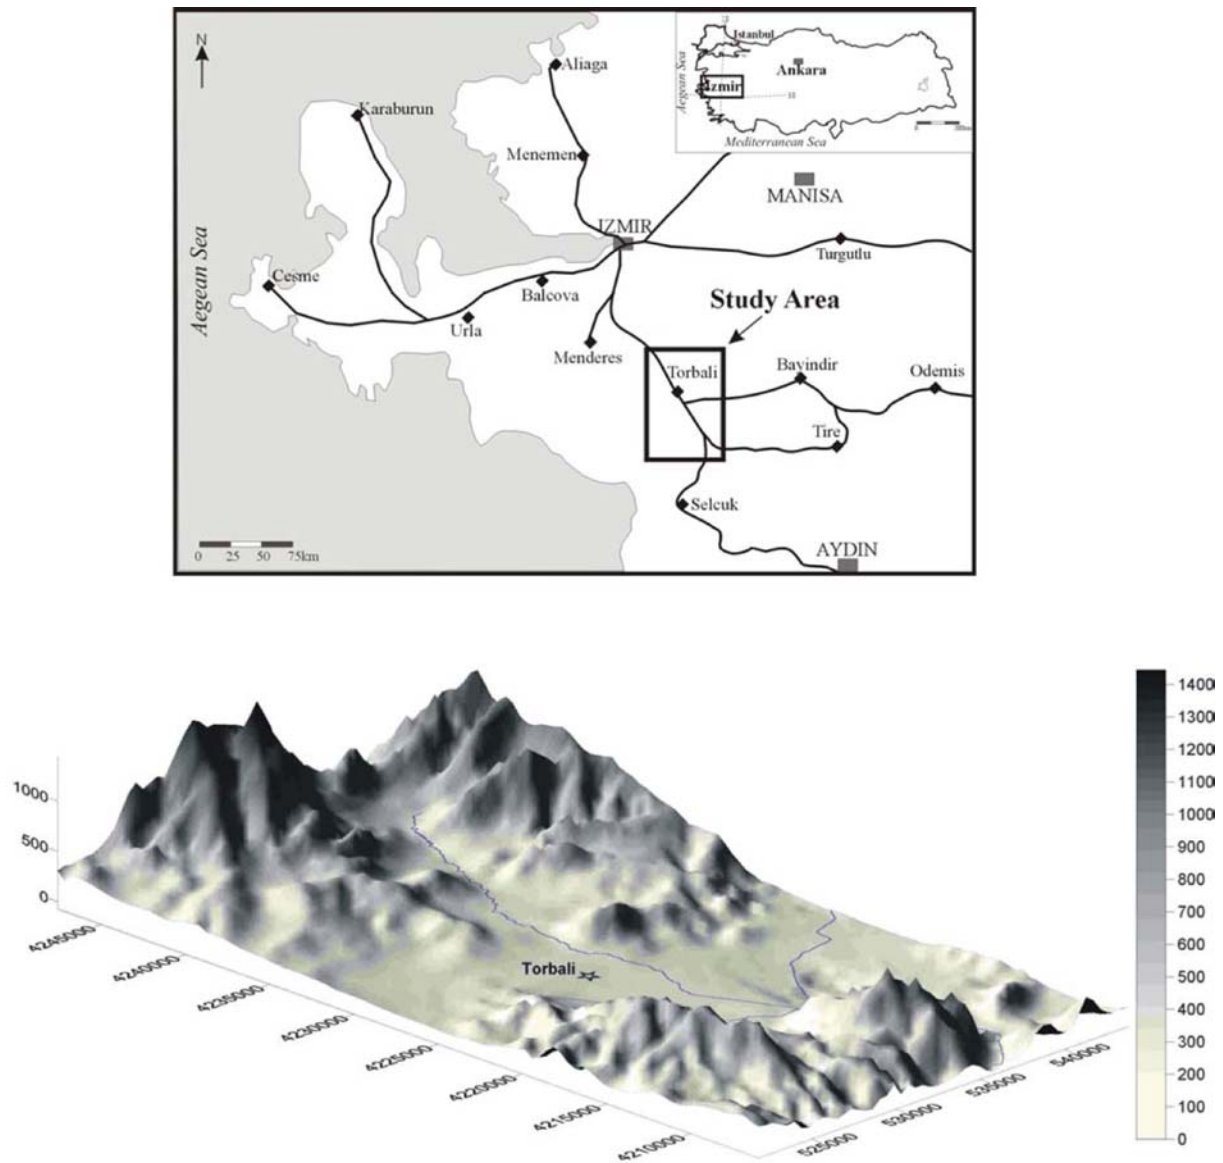 N
Aliaga
Karaburun
Menemen
IZMIR
MANISA
Turgutlu
Aegean Sea
Cesme
Balcova
Urla
Menderes
Study Area
Torbali
Bayindir
Odemis
Tire
Selcuk
AYDIN
0 25 50 75km
Istanbul
Ankara
Izmir
Aegean Sea
Mediterranean Sea
1000
500
0
4245000
4240000
4235000
4230000
4225000
4220000
4215000
4210000
525000
530000
535000
540000
Torbali
1400
1300
1200
1100
1000
900
800
700
600
500
400
300
200
100
0